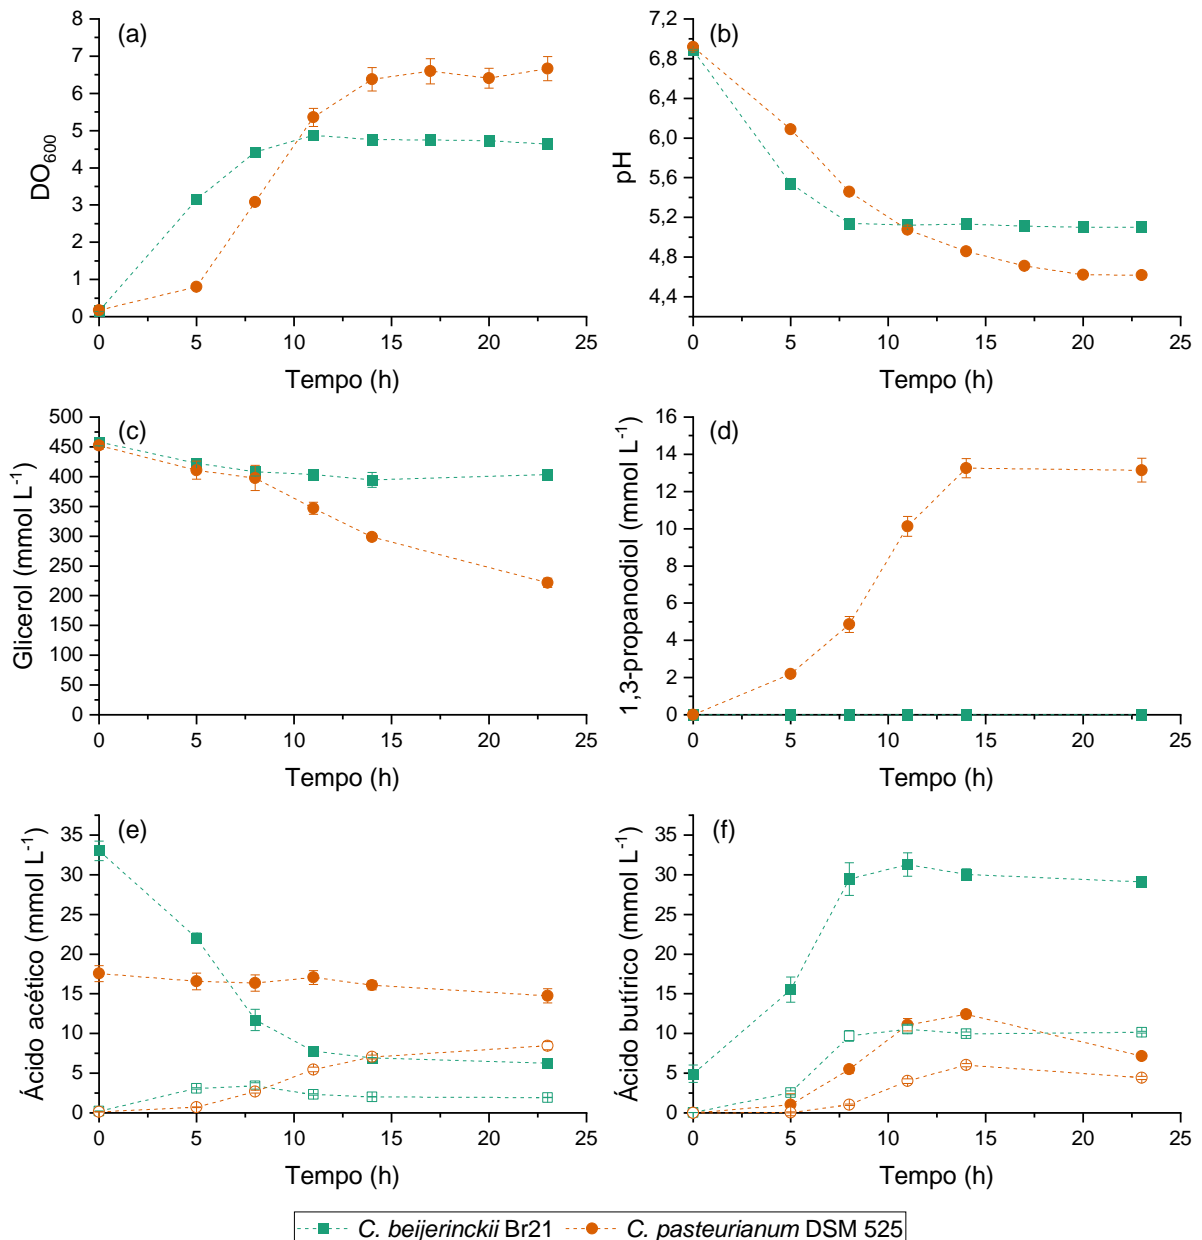 (a)
DO600
0 1 2 3 4 5 6 7 8
0 5 10 15 20 25
Tempo (h)
(b)
pH
4,4 4,8 5,2 5,6 6,0 6,4 6,8 7,2
0 5 10 15 20 25
Tempo (h)
(c)
Glicerol (mmol L-1)
0 50 100 150 200 250 300 350 400 450 500
0 5 10 15 20 25
Tempo (h)
(d)
1,3-propanodiol (mmol L-1)
0 2 4 6 8 10 12 14 16
0 5 10 15 20 25
Tempo (h)
(e)
Ácido acético (mmol L-1)
0 5 10 15 20 25 30 35
0 5 10 15 20 25
Tempo (h)
(f)
Ácido butírico (mmol L-1)
0 5 10 15 20 25 30 35
0 5 10 15 20 25
Tempo (h)
C. beijerinckii Br21 C. pasteurianum DSM 525